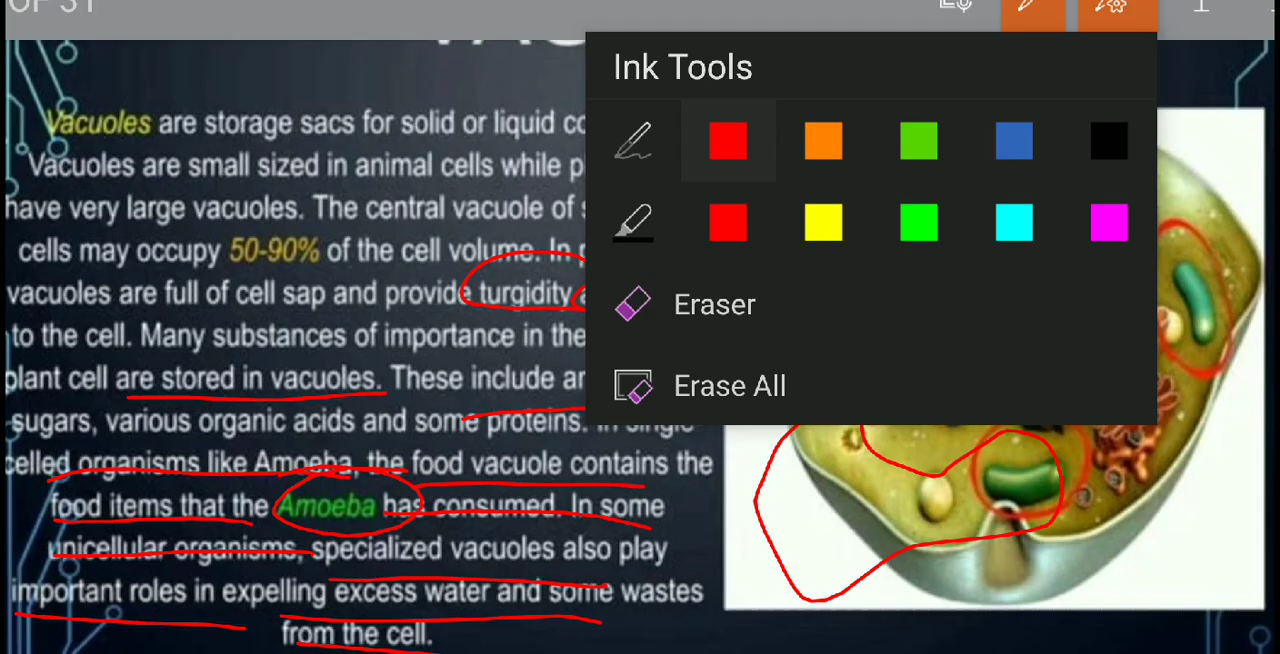 OF 31
Ink Tools
Vacuoles are storage sacs for solid or liquid
Vacuoles are small sized in animal cells while
have very large vacuoles. The central vacuole of
cells may occupy 50-90% of the cell volume. In
vacuoles are full of cell sap and provide turgidity
to the cell. Many substances of importance in the
plant cell are stored in vacuoles. These include
sugars, various organic acids and some proteins. In single
celled organisms like Amoeba, the food vacuole contains the
food items that the Amoeba has consumed. In some
unicellular organisms, specialized vacuoles also play
important roles in expelling excess water and some wastes
from the cell.
Eraser
Erase All